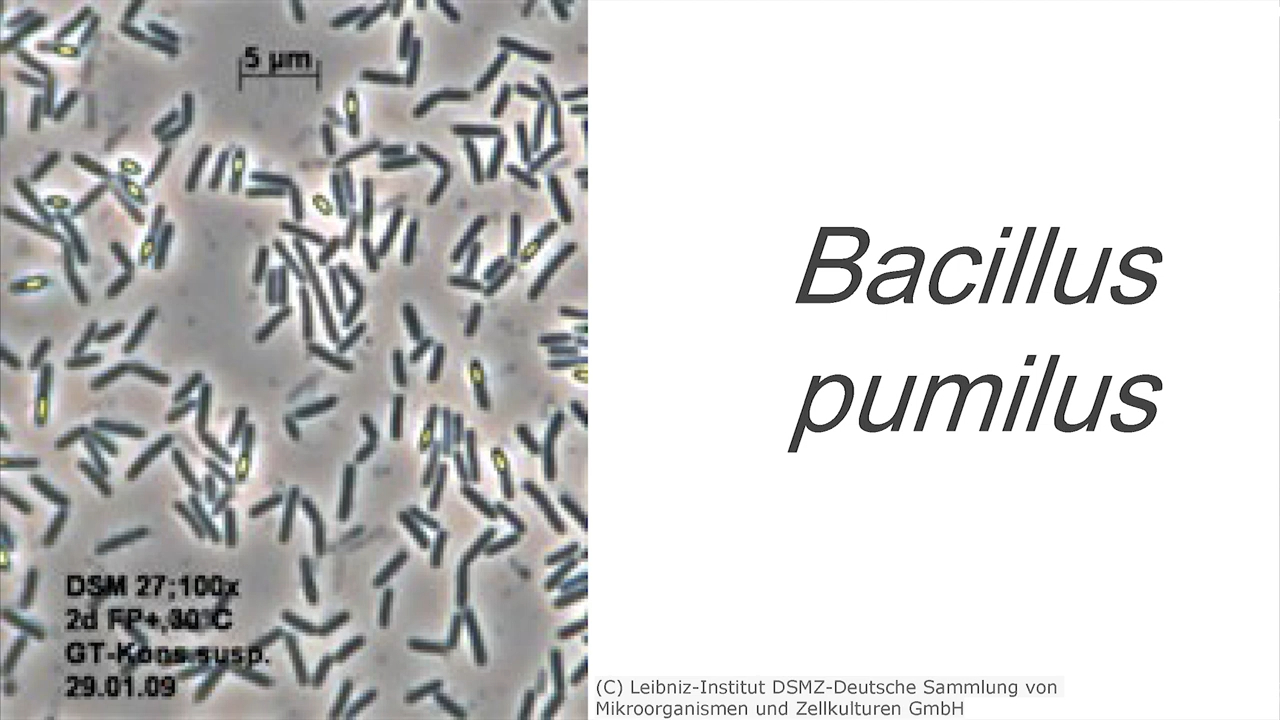 5 µm
DSM 27;100x
2d FP+,30°C
GT-Kons susp.
29.01.09
Bacillus
pumilus
(C) Leibniz-Institut DSMZ-Deutsche Sammlung von
Mikroorganismen und Zellkulturen GmbH